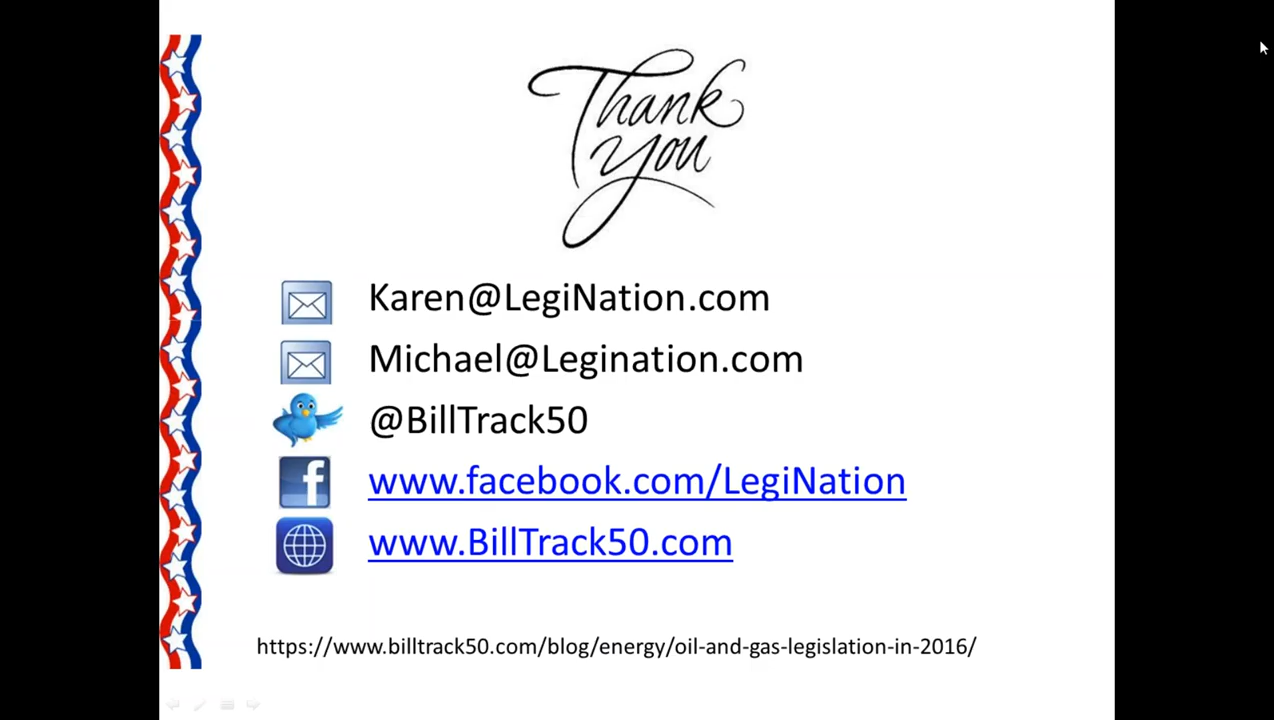 Thank
you
Karen@LegiNation.com
Michael@Legination.com
@BillTrack50
f
www.facebook.com/LegiNation
www.BillTrack50.com
https://www.billtrack50.com/blog/energy/oil-and-gas-legislation-in-2016/